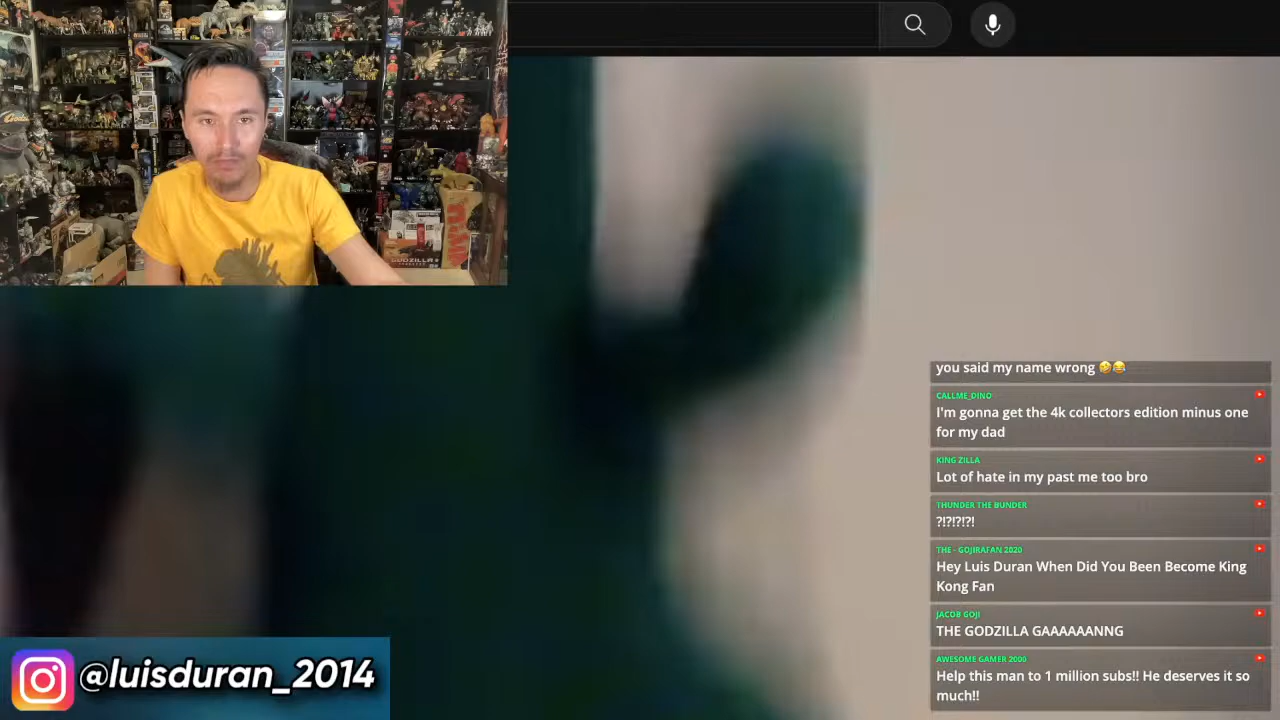 you said my name wrong 🤣😂
CALLME_DINO
I'm gonna get the 4k collectors edition minus one
for my dad
KING ZILLA
Lot of hate in my past me too bro
THUNDER THE BUNDER
?!?!?!?!
THE - GOJIRAFAN 2020
Hey Luis Duran When Did You Been Become King
Kong Fan
JACOB GOJI
THE GODZILLA GAAAAAANNG
AWESOME GAMER 2000
Help this man to 1 million subs!! He deserves it so
much!!
@luisduran_2014
GODZILLA